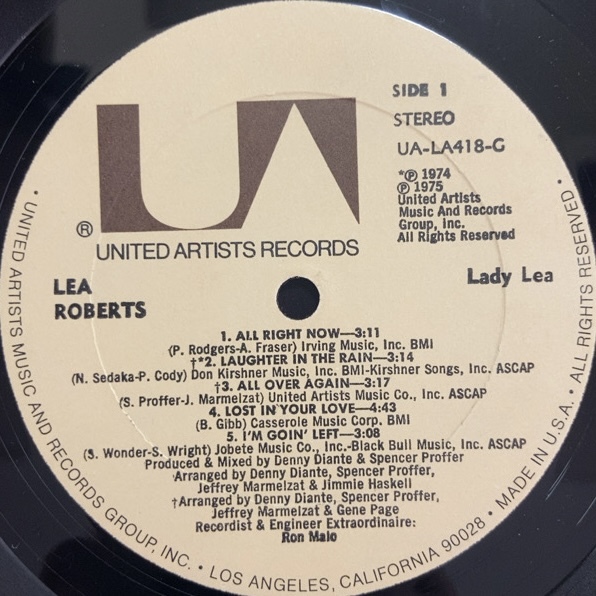 SIDE 1
STEREO
UA-LA418-G
*Ⓟ 1974
Ⓟ 1975
United Artists
Music And Records
Group, Inc.
All Rights Reserved
UA
®
UNITED ARTISTS RECORDS
LEA
ROBERTS
Lady Lea
1. ALL RIGHT NOW—3:11
(P. Rodgers-A. Fraser) Irving Music, Inc. BMI
†*2. LAUGHTER IN THE RAIN—3:14
(N. Sedaka-P. Cody) Don Kirshner Music, Inc. BMI-Kirshner Songs, Inc. ASCAP
†3. ALL OVER AGAIN—3:17
(S. Proffer-J. Marmelzat) United Artists Music Co., Inc. ASCAP
4. LOST IN YOUR LOVE—4:43
(B. Gibb) Casserole Music Corp. BMI
5. I'M GOIN' LEFT—3:08
(S. Wonder-S. Wright) Jobete Music Co., Inc.-Black Bull Music, Inc. ASCAP
Produced & Mixed by Denny Diante & Spencer Proffer
Arranged by Denny Diante, Spencer Proffer,
Jeffrey Marmelzat & Jimmie Haskell
†Arranged by Denny Diante, Spencer Proffer,
Jeffrey Marmelzat & Gene Page
Recordist & Engineer Extraordinaire:
Ron Malo
• UNITED ARTISTS MUSIC AND RECORDS GROUP, INC. • LOS ANGELES, CALIFORNIA 90028 • MADE IN U.S.A. • ALL RIGHTS RESERVED •